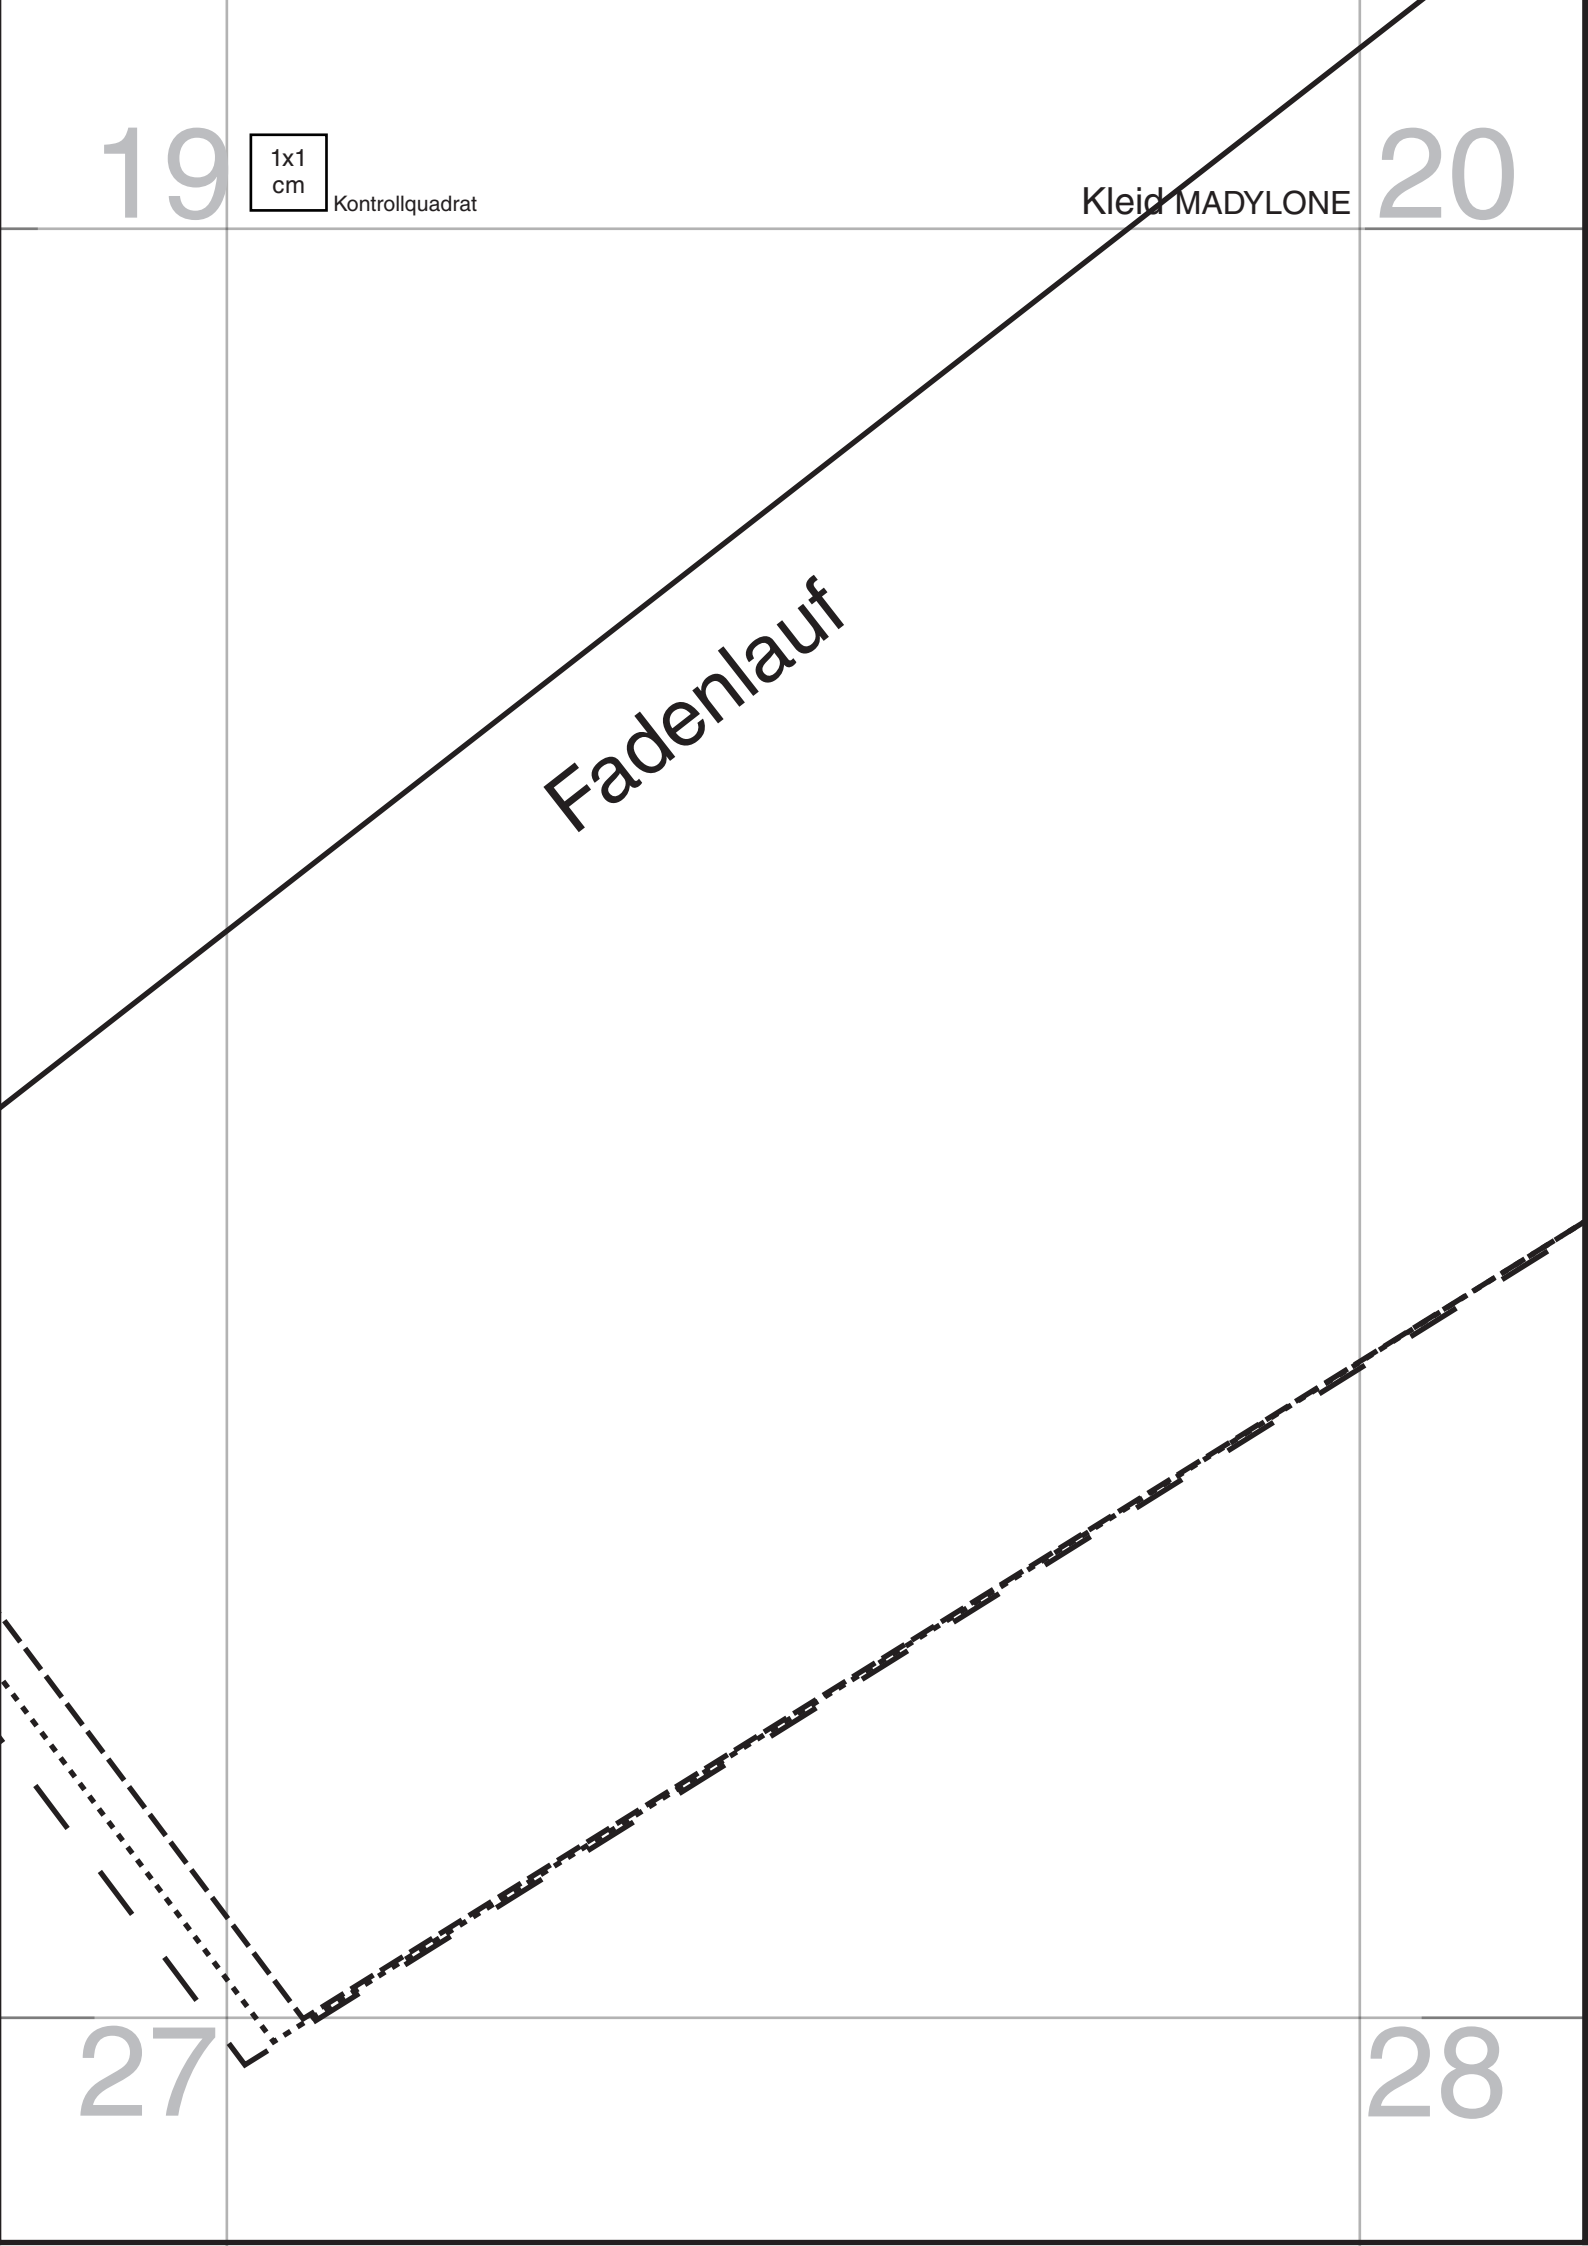 19
1x1
cm
Kontrollquadrat
Kleid MADYLONE
20
Fadenlauf
27
28